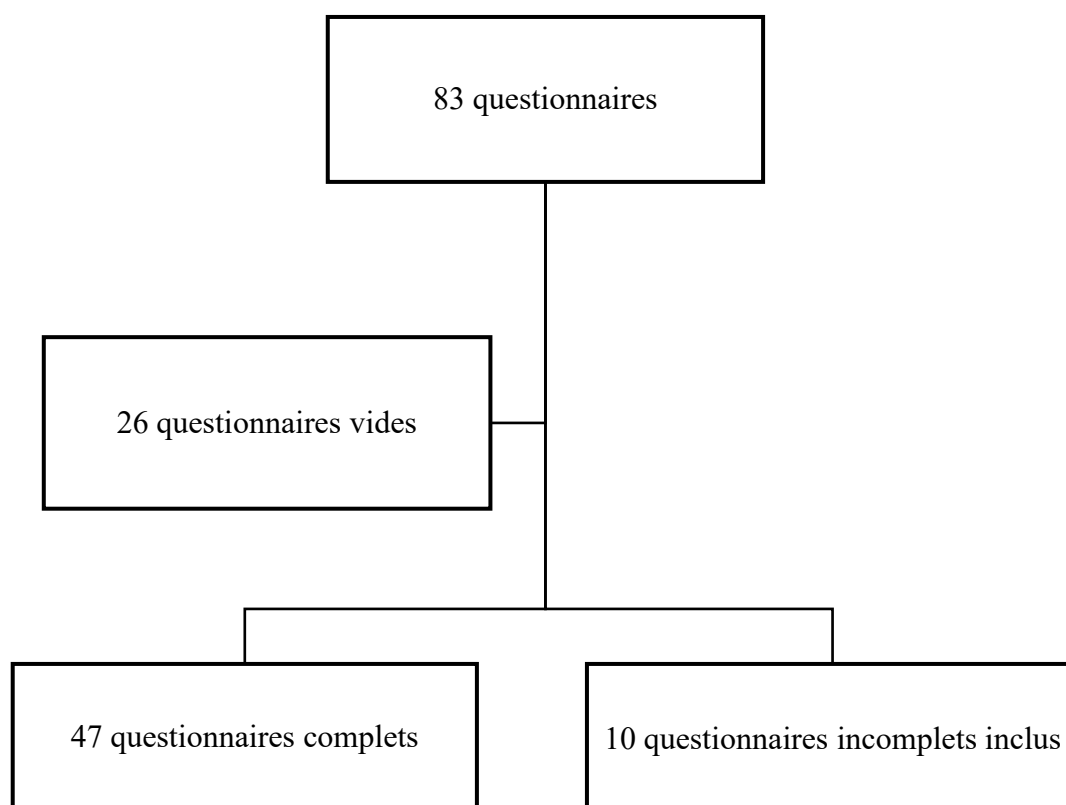 83 questionnaires
26 questionnaires vides
47 questionnaires complets
10 questionnaires incomplets inclus